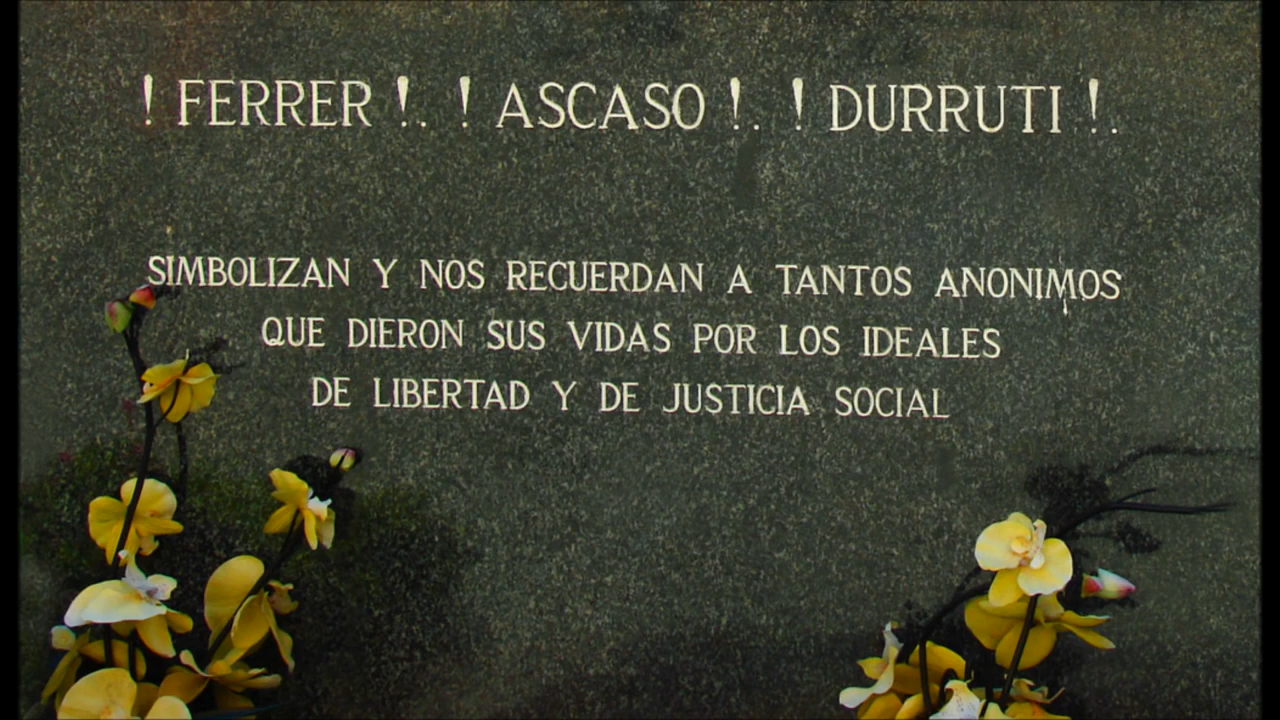 ! FERRER !. ! ASCASO !. ! DURRUTI !.
SIMBOLIZAN Y NOS RECUERDAN A TANTOS ANONIMOS
QUE DIERON SUS VIDAS POR LOS IDEALES
DE LIBERTAD Y DE JUSTICIA SOCIAL